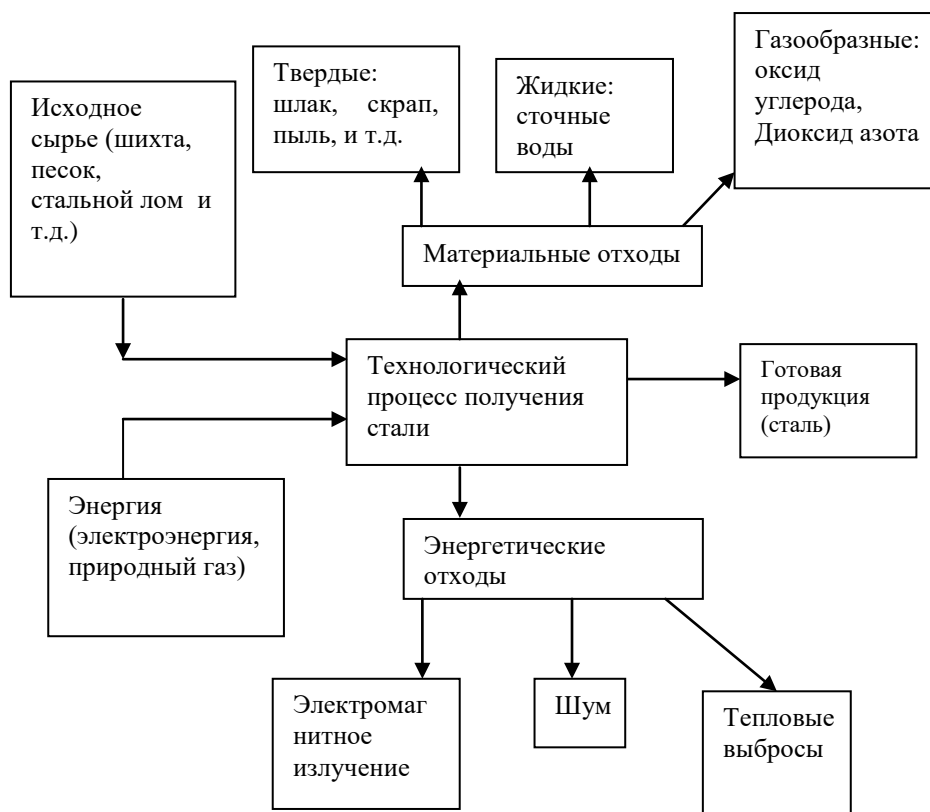 Исходное
сырье (шихта,
песок,
стальной лом и
т.д.)
Твердые:
шлак, скрап,
пыль, и т.д.
Жидкие:
сточные
воды
Газообразные:
оксид
углерода,
Диоксид азота
Материальные отходы
Технологический
процесс получения
стали
Готовая
продукция
(сталь)
Энергия
(электроэнергия,
природный газ)
Энергетические
отходы
Электромаг
нитное
излучение
Шум
Тепловые
выбросы